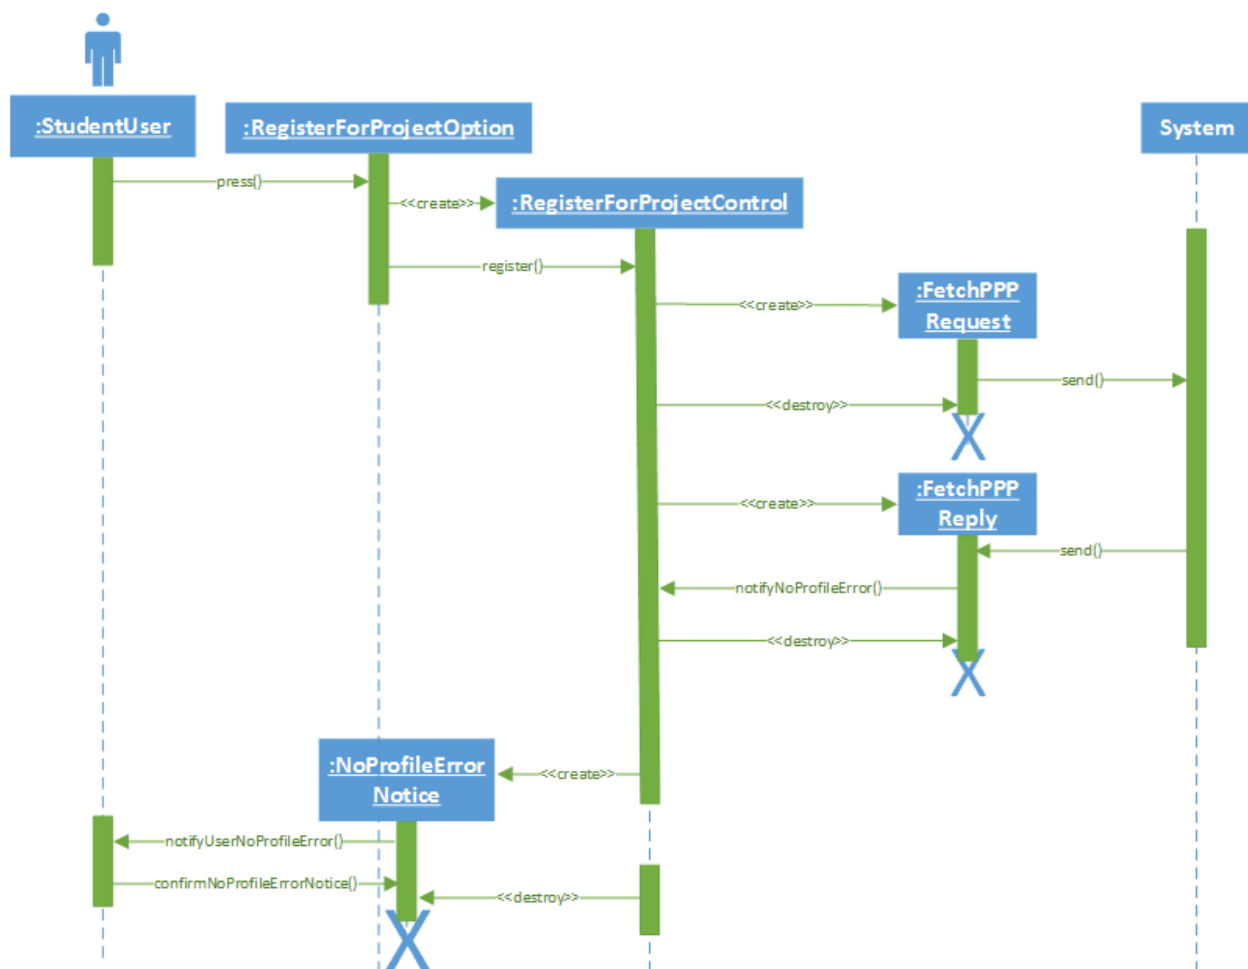 :StudentUser
:RegisterForProjectOption
System
press()
<<create>>
:RegisterForProjectControl
register()
:FetchPPP
Request
<<create>>
send()
<<destroy>>
:FetchPPP
Reply
<<create>>
send()
notifyNoProfileError()
<<destroy>>
:NoProfileError
Notice
<<create>>
notifyUserNoProfileError()
confirmNoProfileErrorNotice()
<<destroy>>